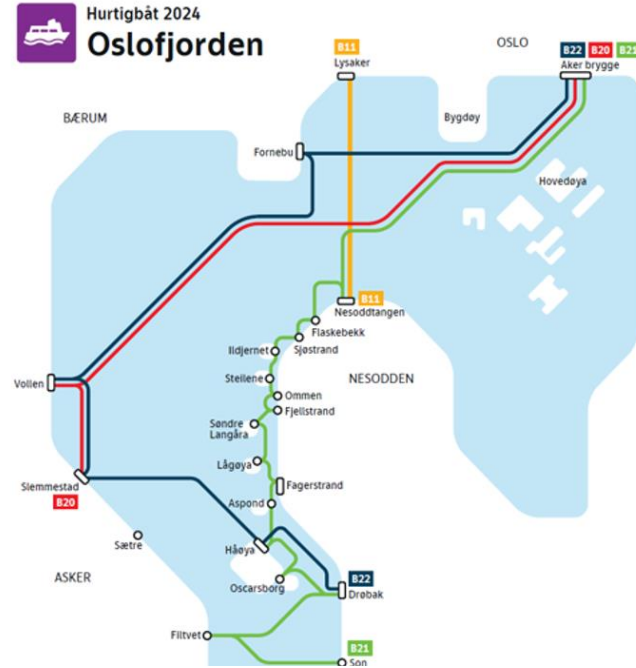 Hurtigbåt 2024
Oslofjorden
B11
Lysaker
OSLO
B22 B20 B21
Aker brygge
BÆRUM
Bygdøy
Fornebu
Hovedøya
B11
Nesoddtangen
Flaskebekk
Sjøstrand
Ildjernet
NESODDEN
Steilene
Vollen
Ommen
Fjellstrand
Søndre
Langåra
Lågøya
Fagerstrand
Slemmestad
B20
Aspond
Sætre
Håøya
ASKER
Oscarsborg
B22
Drøbak
Filtvet
B21
Son